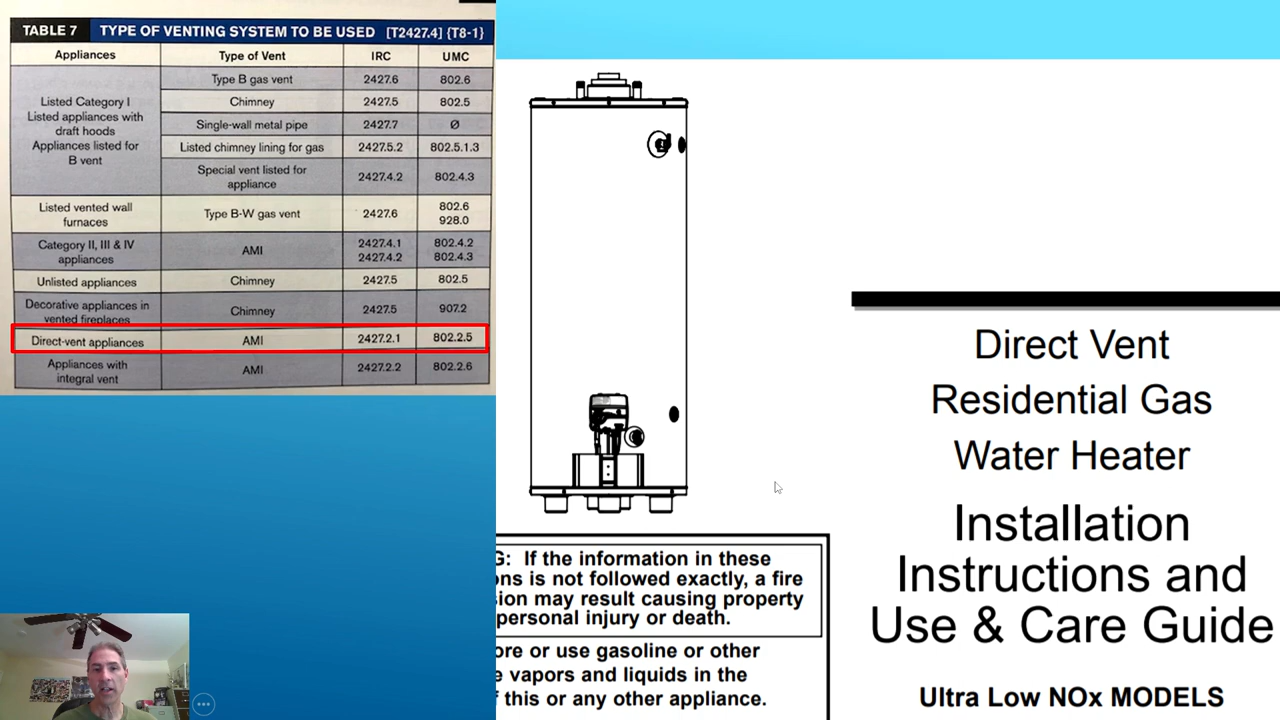 TABLE 7 TYPE OF VENTING SYSTEM TO BE USED [T2427.4] {T8-1}
Appliances Type of Vent IRC UMC
Listed Category I
Listed appliances with
draft hoods
Appliances listed for
B vent
Type B gas vent 2427.6 802.6
Chimney 2427.5 802.5
Single-wall metal pipe 2427.7 Ø
Listed chimney lining for gas 2427.5.2 802.5.1.3
Special vent listed for
appliance
2427.4.2 802.4.3
Listed vented wall
furnaces
Type B-W gas vent 2427.6
802.6
928.0
Category II, III & IV
appliances
AMI
2427.4.1
2427.4.2
802.4.2
802.4.3
Unlisted appliances Chimney 2427.5 802.5
Decorative appliances in
vented fireplaces
Chimney 2427.5 907.2
Direct-vent appliances AMI 2427.2.1 802.2.5
Appliances with
integral vent
AMI 2427.2.2 802.2.6
Direct Vent
Residential Gas
Water Heater
Installation
Instructions and
Use & Care Guide
Ultra Low NOx MODELS
G: If the information in these
ons is not followed exactly, a fire
sion may result causing property
personal injury or death.
ore or use gasoline or other
e vapors and liquids in the
f this or any other appliance.